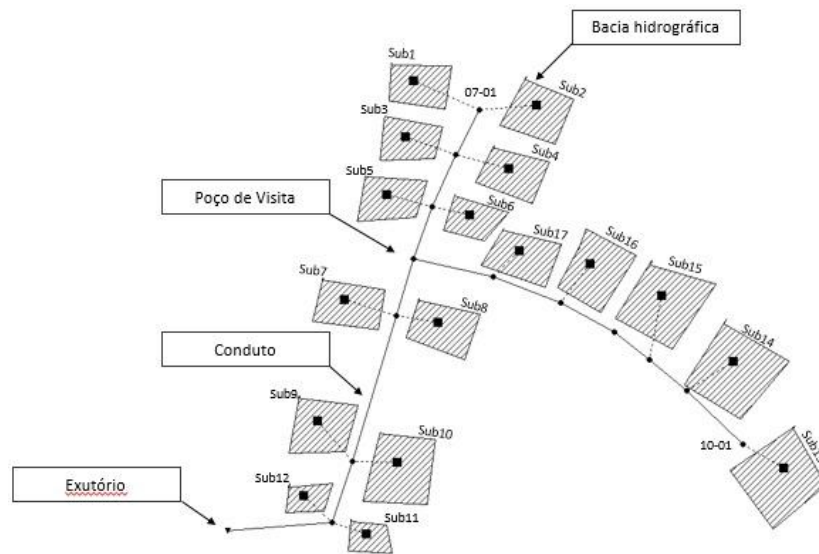 Bacia hidrográfica
Sub1
07-01
Sub2
Sub3
Sub4
Sub5
Poço de Visita
Sub6
Sub17
Sub16
Sub15
Sub7
Sub8
Conduto
Sub14
Sub9
Sub10
10-01
Sub12
Exutório
Sub11